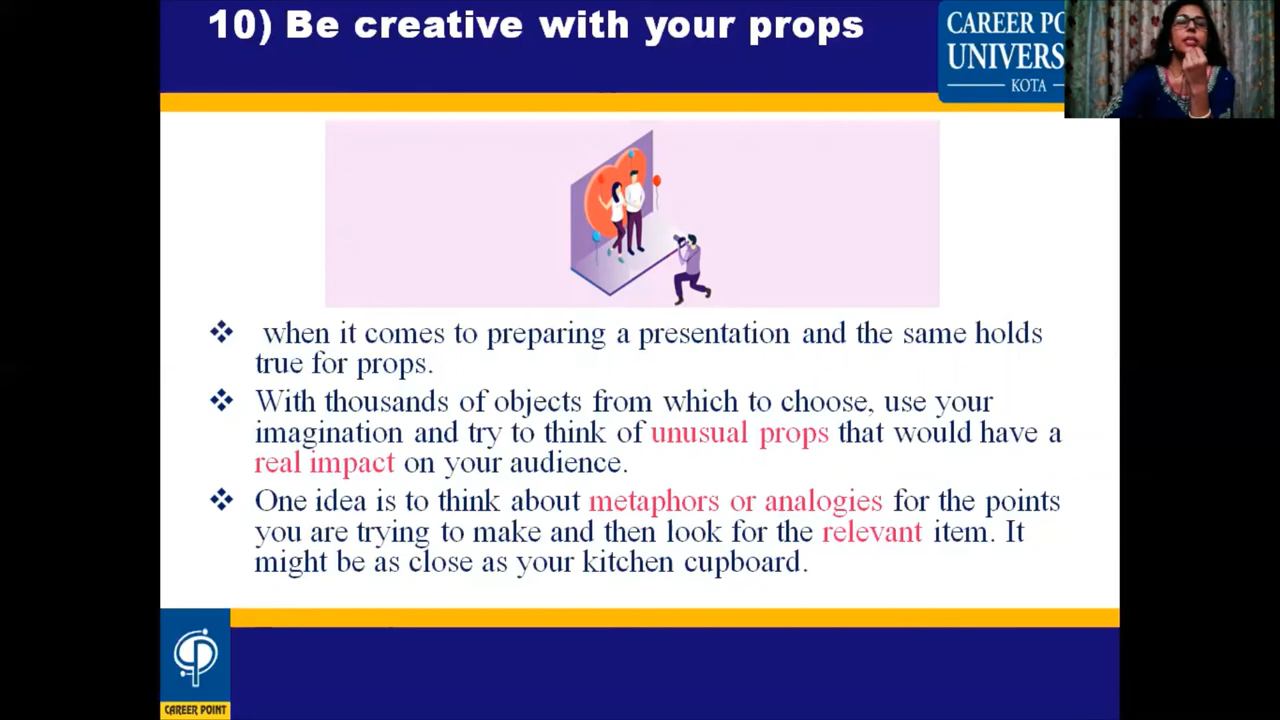 10) Be creative with your props
CAREER PO
UNIVERS
KOTA
when it comes to preparing a presentation and the same holds
true for props.
With thousands of objects from which to choose, use your
imagination and try to think of unusual props that would have a
real impact on your audience.
One idea is to think about metaphors or analogies for the points
you are trying to make and then look for the relevant item. It
might be as close as your kitchen cupboard.
CAREER POINT